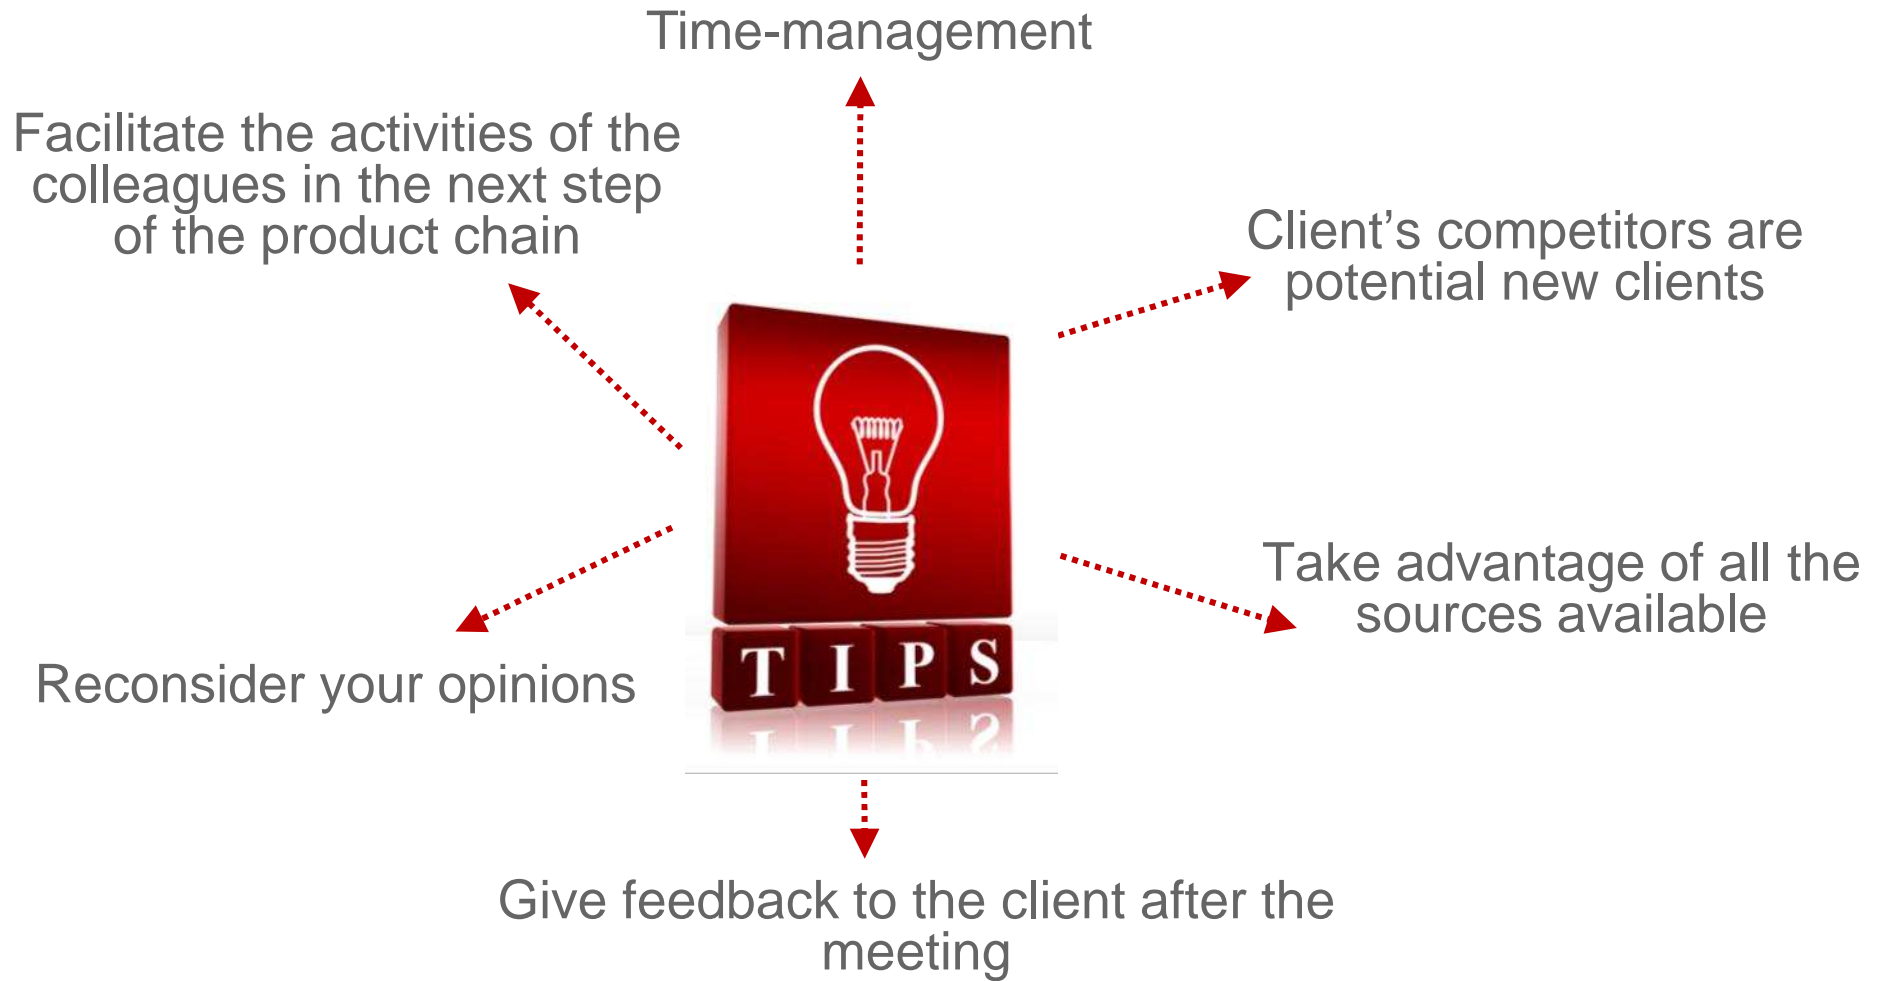 Time-management
Facilitate the activities of the
colleagues in the next step
of the product chain
Client’s competitors are
potential new clients
Take advantage of all the
sources available
Reconsider your opinions
TIPS
Give feedback to the client after the
meeting